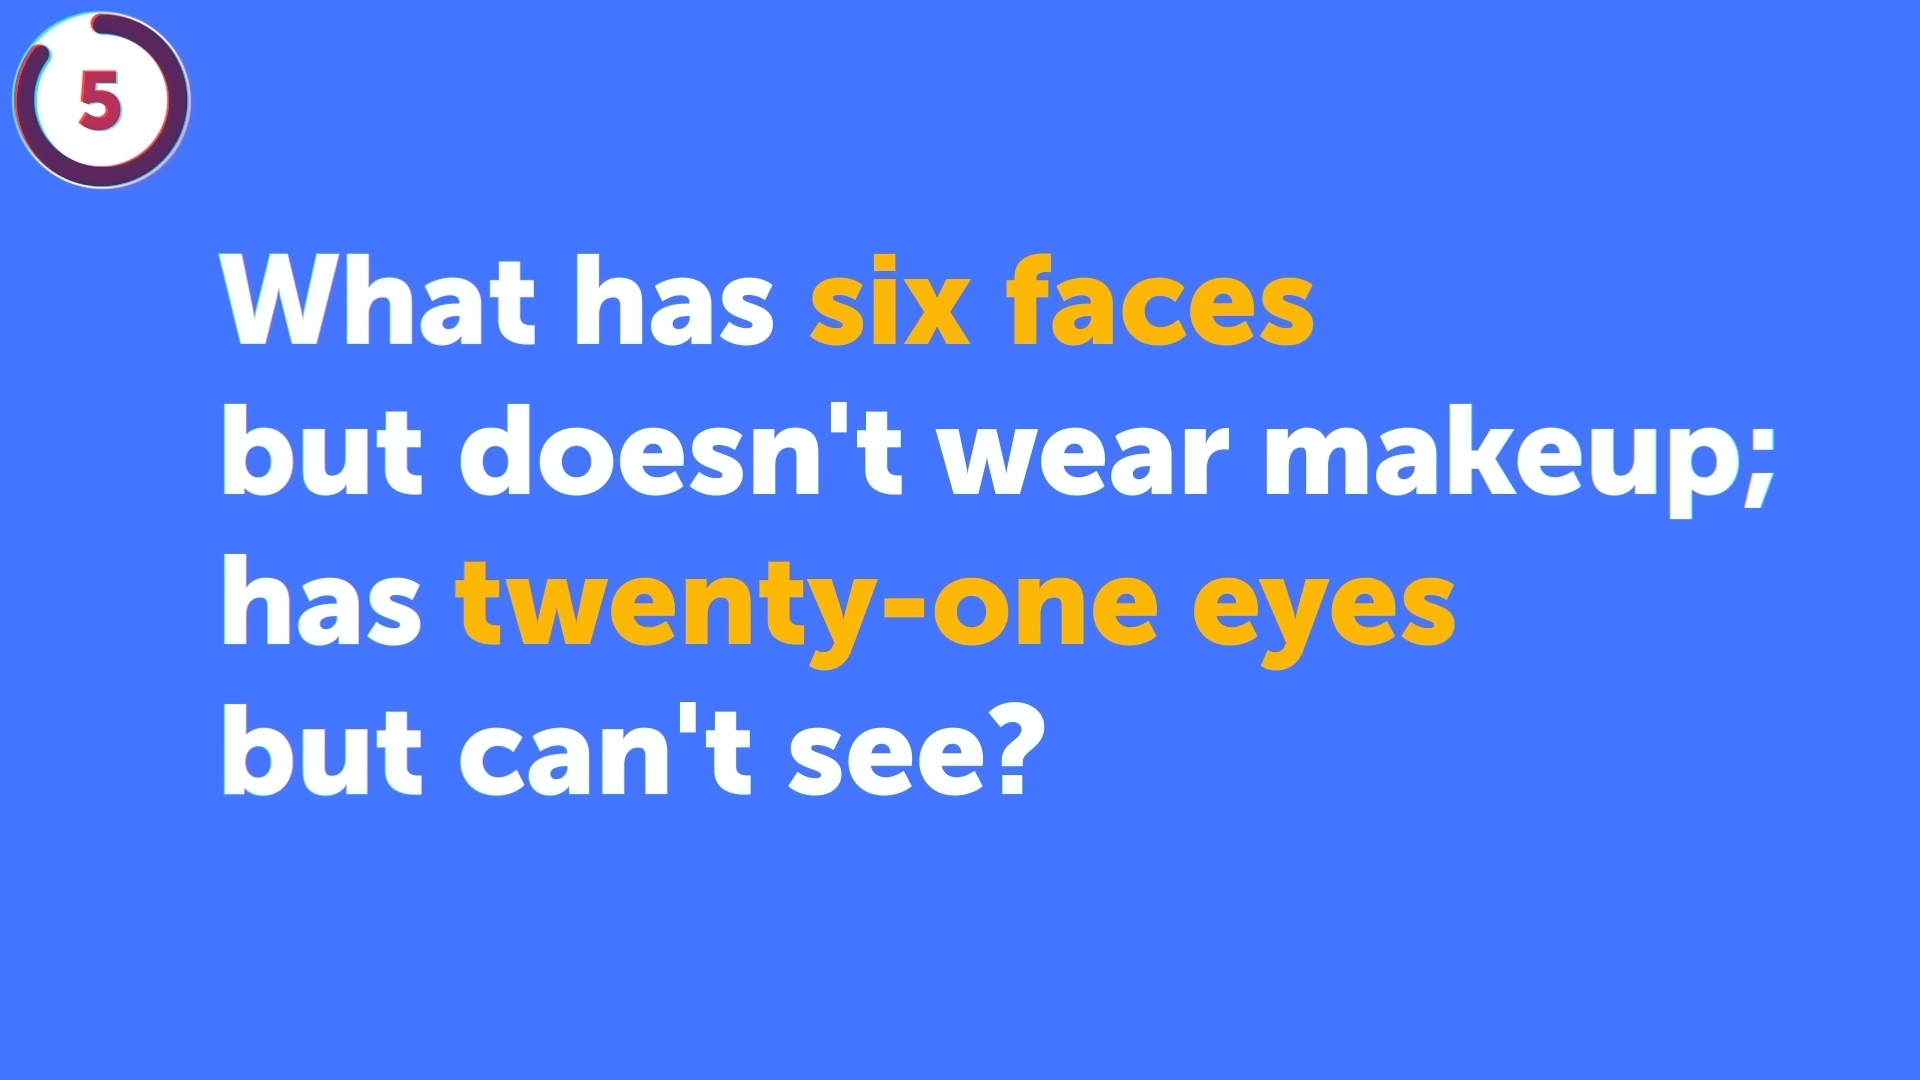 5
What has six faces
but doesn't wear makeup;
has twenty-one eyes
but can't see?